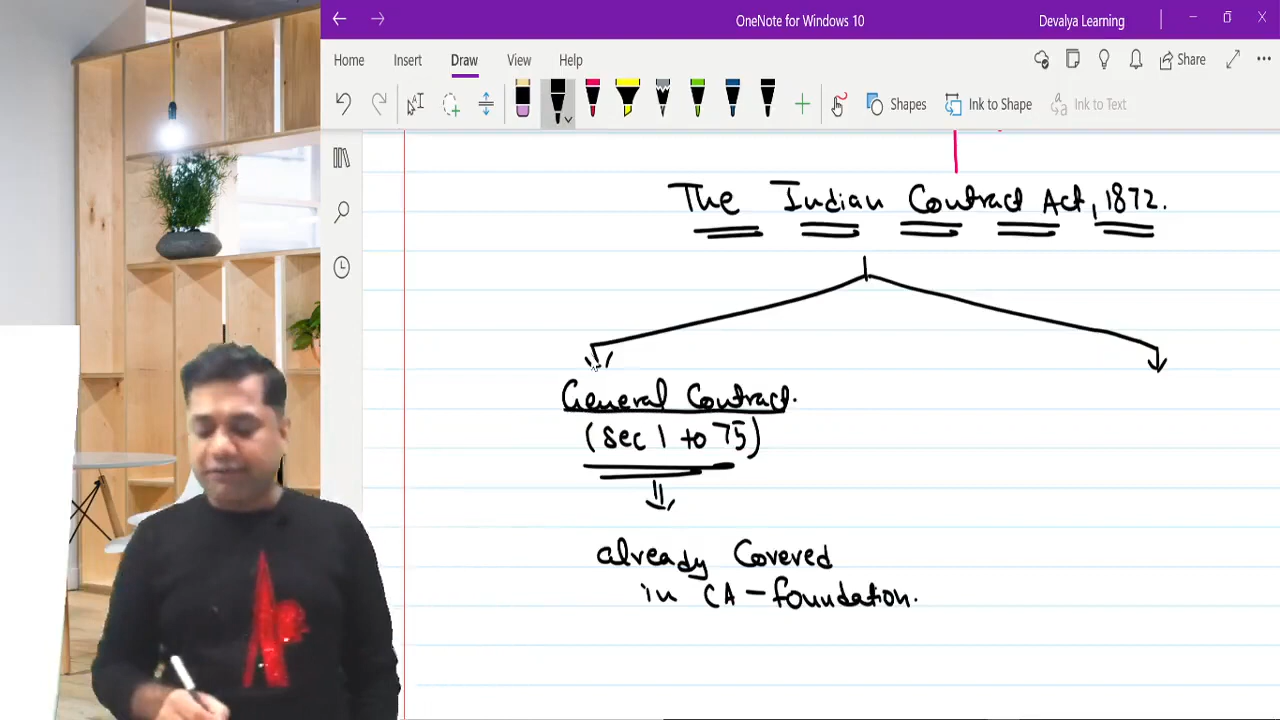 OneNote for Windows 10
Devalya Learning
Home
Insert
Draw
View
Help
Share
Shapes
Ink to Shape
Ink to Text
The Indian Contract Act, 1872.
General Contract.
(Sec 1 to 75)
already Covered
in CA - foundation.